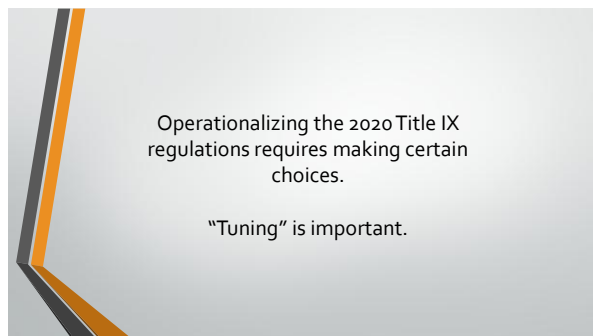 Operationalizing the 2020 Title IX
regulations requires making certain
choices.
“Tuning” is important.